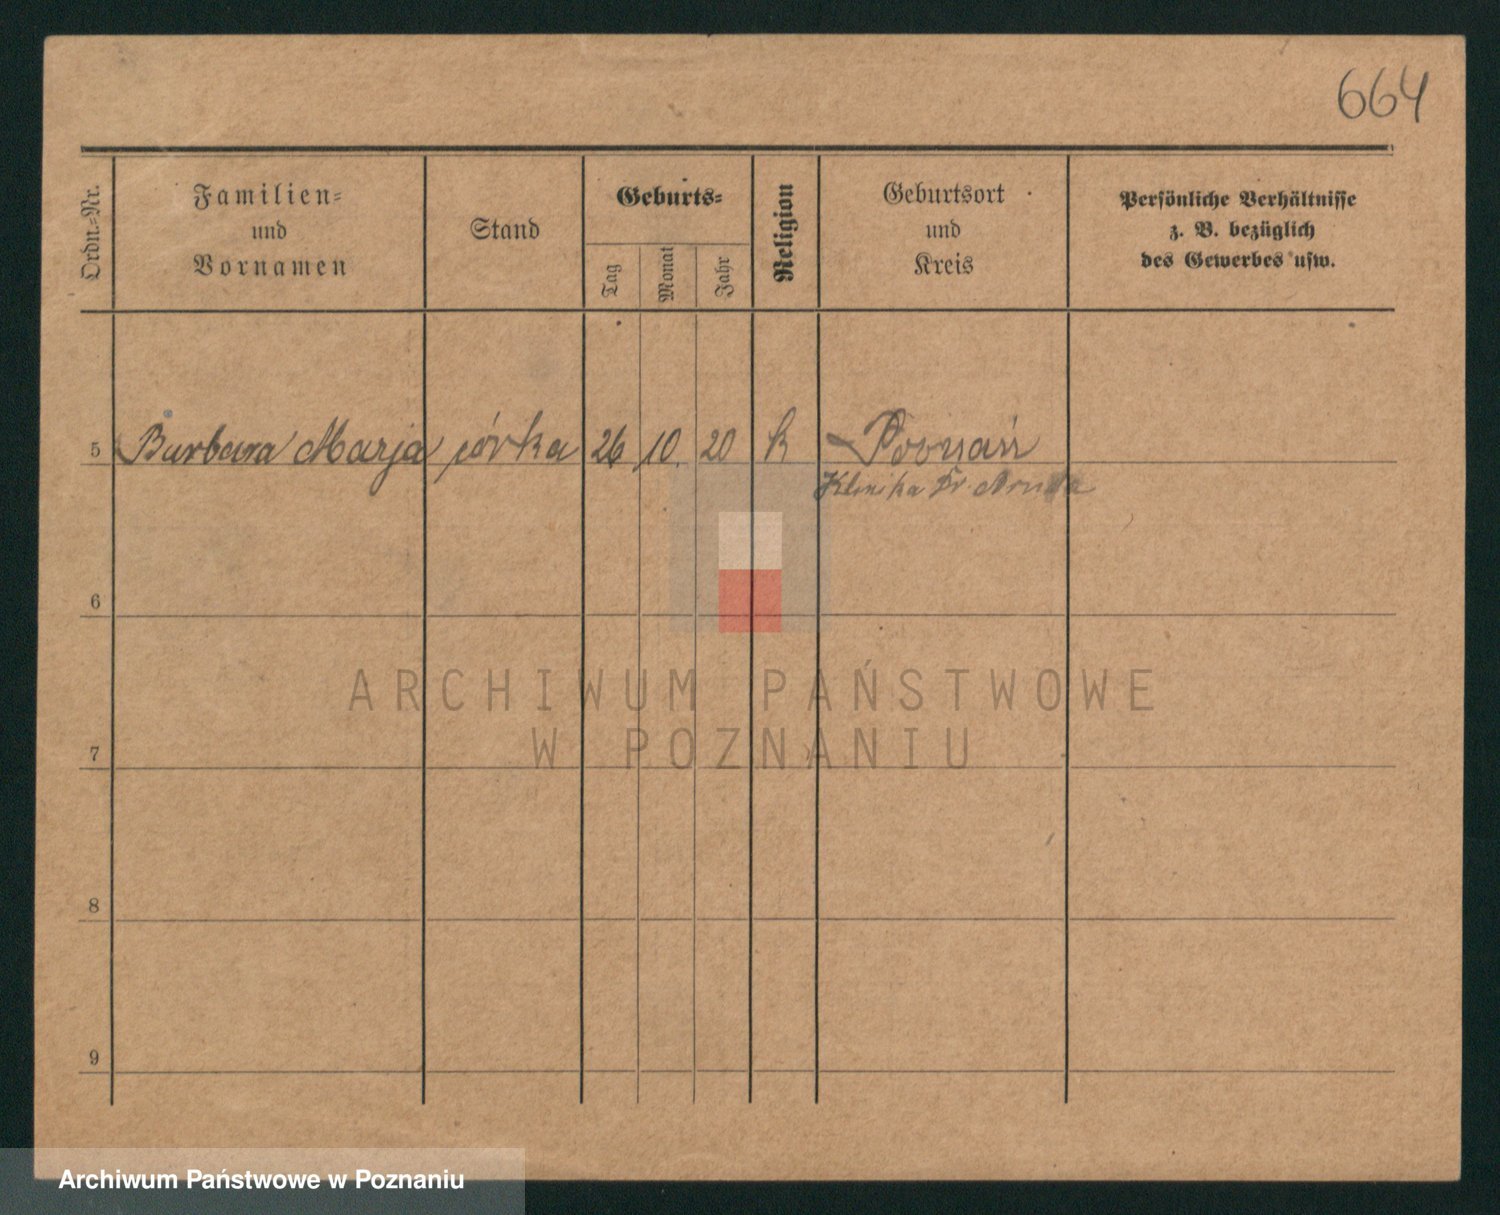 664
Ordn.=Nr.
Familien=
und
Vornamen
Stand
Geburts=
Tag
Monat
Jahr
Religion
Geburtsort
und
Kreis
Persönliche Verhältnisse
z. B. bezüglich
des Gewerbes usw.
5 Barbara Marja córka 26 10. 20 k Poznań
Klinika Dr
6
7
8
9
ARCHIWUM PAŃSTWOWE
W POZNANIU
Archiwum Państwowe w Poznaniu